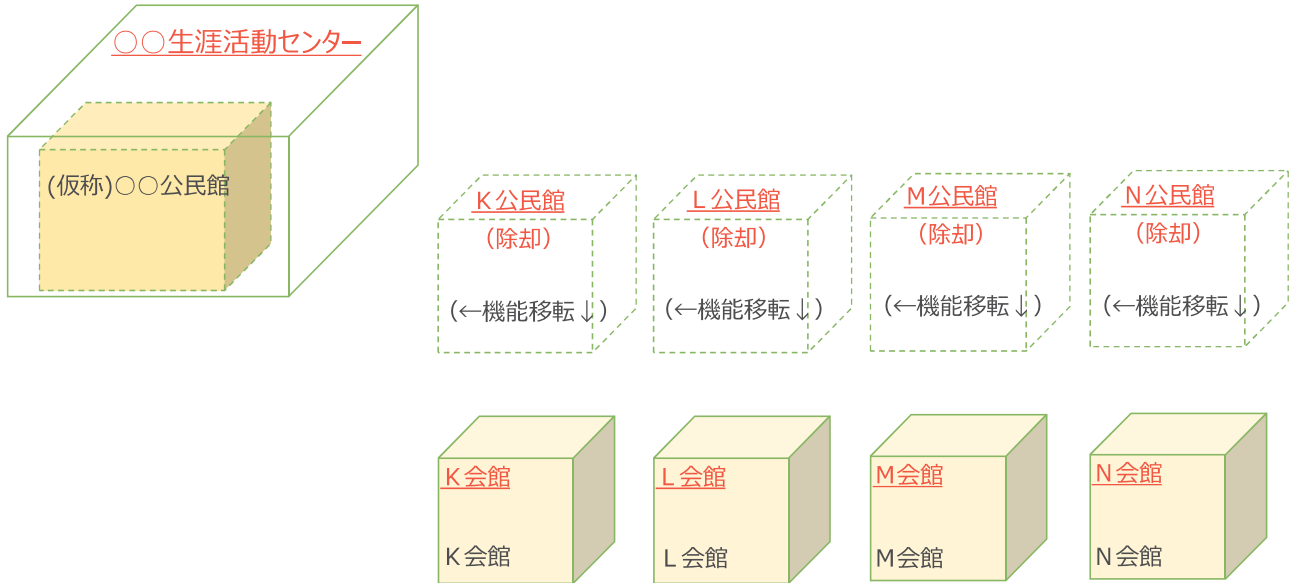 ○○生涯活動センター
(仮称)○○公民館
K公民館
(除却)
(←機能移転↓)
L公民館
(除却)
(←機能移転↓)
M公民館
(除却)
(←機能移転↓)
N公民館
(除却)
(←機能移転↓)
K会館
K会館
L会館
L会館
M会館
M会館
N会館
N会館